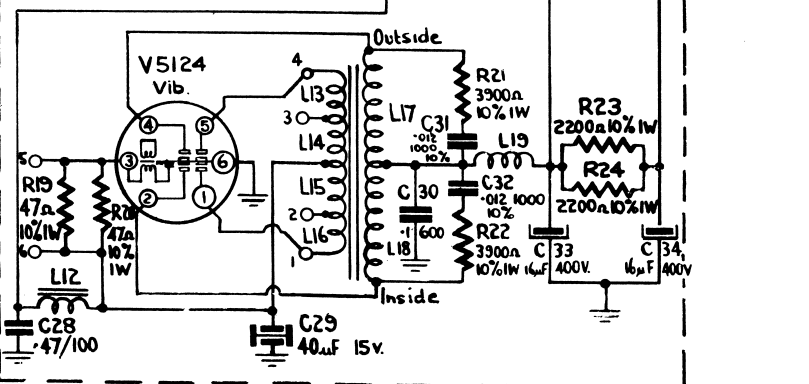 Outside
V5124
Vib.
4
L13
3
L14
L15
2
L16
1
L17
L18
C31
.012
1000
10%
R21
3900Ω
10% 1W
L19
R23
2200Ω 10% 1W
R24
2200Ω 10% 1W
4
5
3
6
2
1
5
R19
47Ω
10% 1W
6
47Ω
10%
1W
C 30
.1 600
C32
.012 1000
10%
R22
3900Ω
10% 1W
C 33
16µF 400V.
C 34
16µF 400V
L12
Inside
C28
.47/100
C29
40µF 15V.